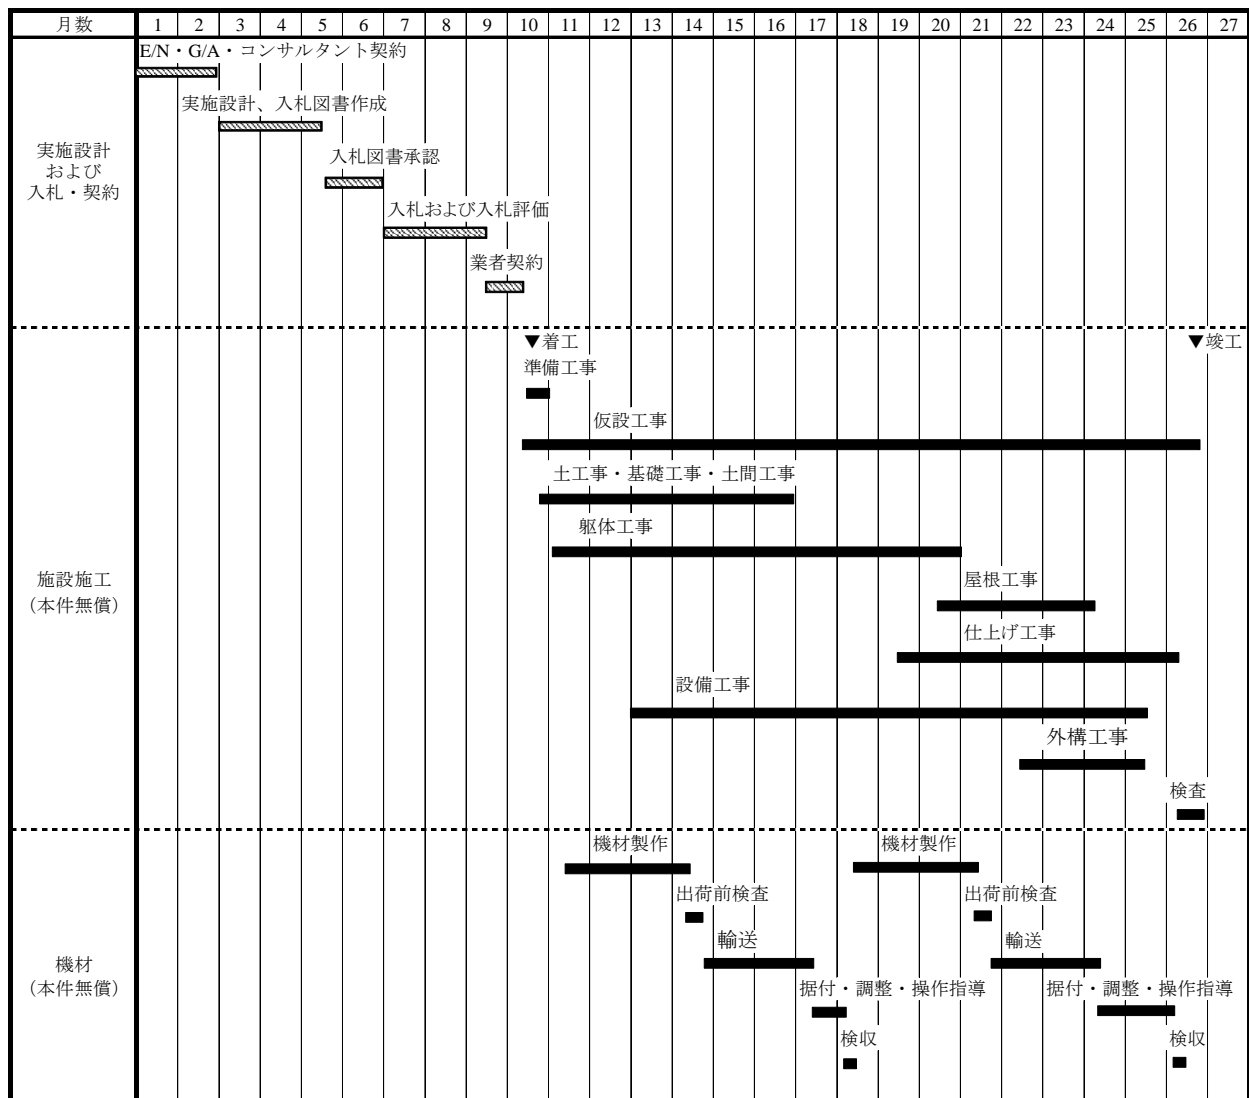 月数 1 2 3 4 5 6 7 8 9 10 11 12 13 14 15 16 17 18 19 20 21 22 23 24 25 26 27
E/N・G/A・コンサルタント契約
実施設計、入札図書作成
入札図書承認
実施設計
および
入札・契約
入札および入札評価
業者契約
▼着工 ▼竣工
準備工事
仮設工事
土工事・基礎工事・土間工事
躯体工事
施設施工
(本件無償)
屋根工事
仕上げ工事
設備工事
外構工事
検査
機材製作 機材製作
出荷前検査 出荷前検査
輸送 輸送
機材
(本件無償)
据付・調整・操作指導 据付・調整・操作指導
検収 検収